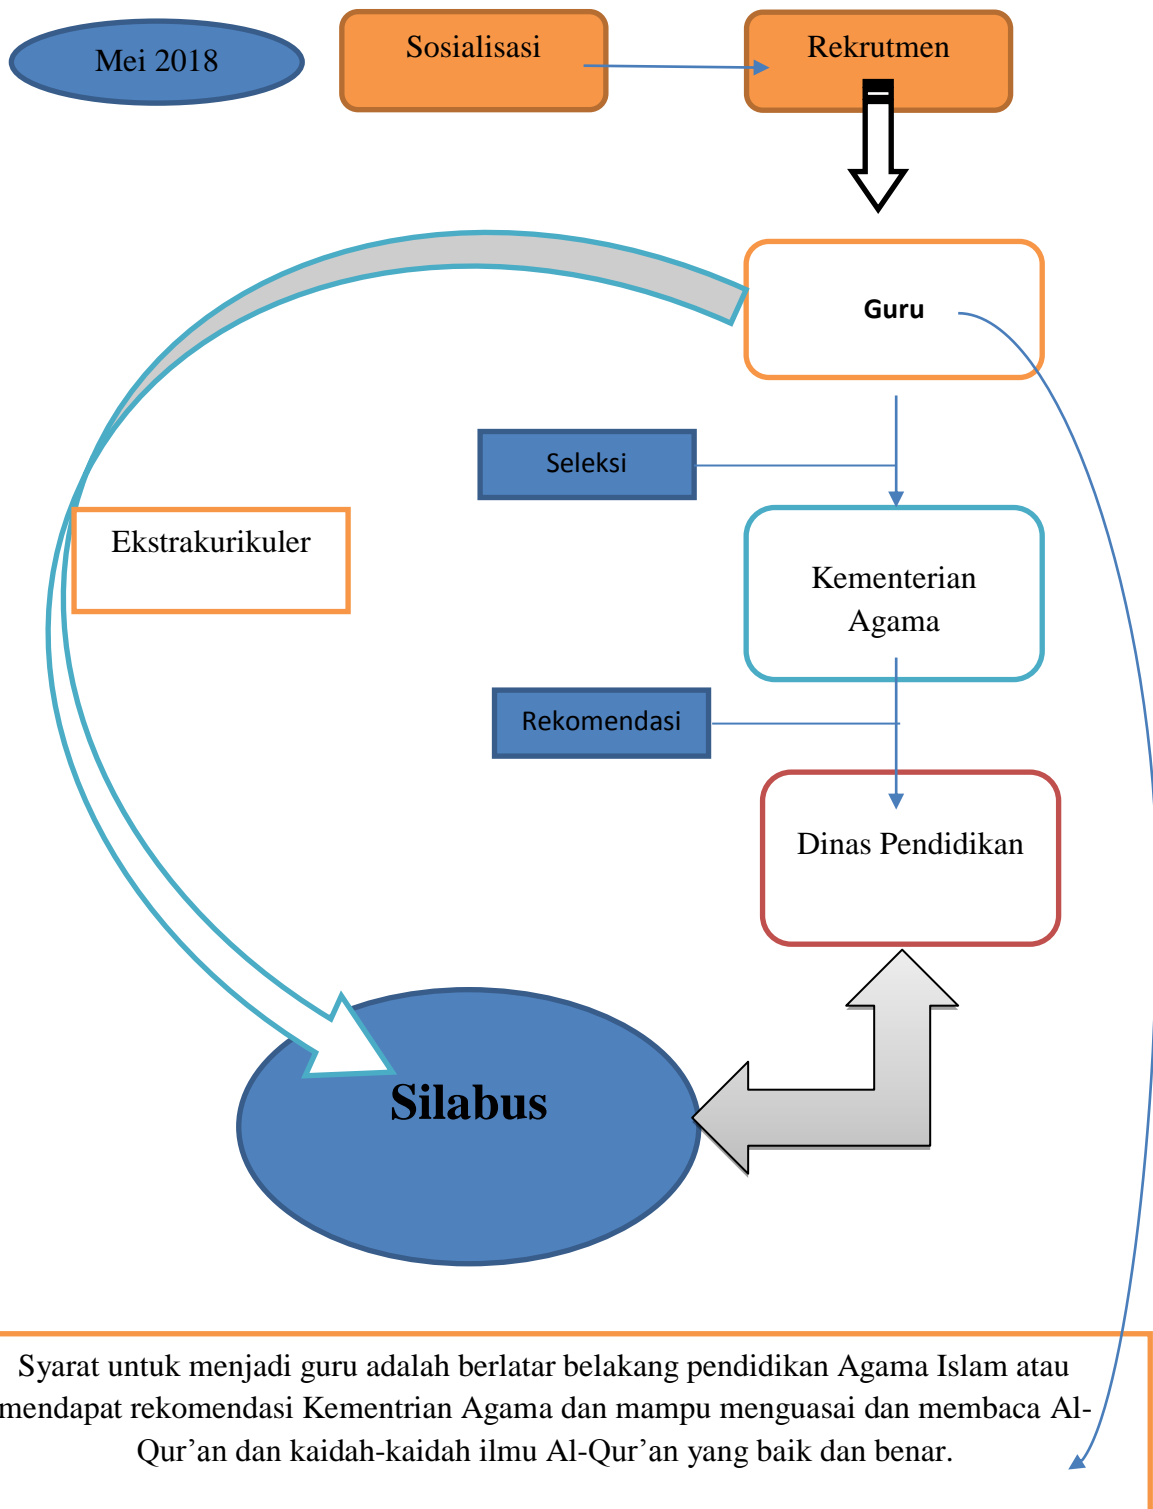 Mei 2018
Sosialisasi
Rekrutmen
Guru
Seleksi
Ekstrakurikuler
Kementerian
Agama
Rekomendasi
Dinas Pendidikan
Silabus
Syarat untuk menjadi guru adalah berlatar belakang pendidikan Agama Islam atau
mendapat rekomendasi Kementrian Agama dan mampu menguasai dan membaca Al-
Qur’an dan kaidah-kaidah ilmu Al-Qur’an yang baik dan benar.